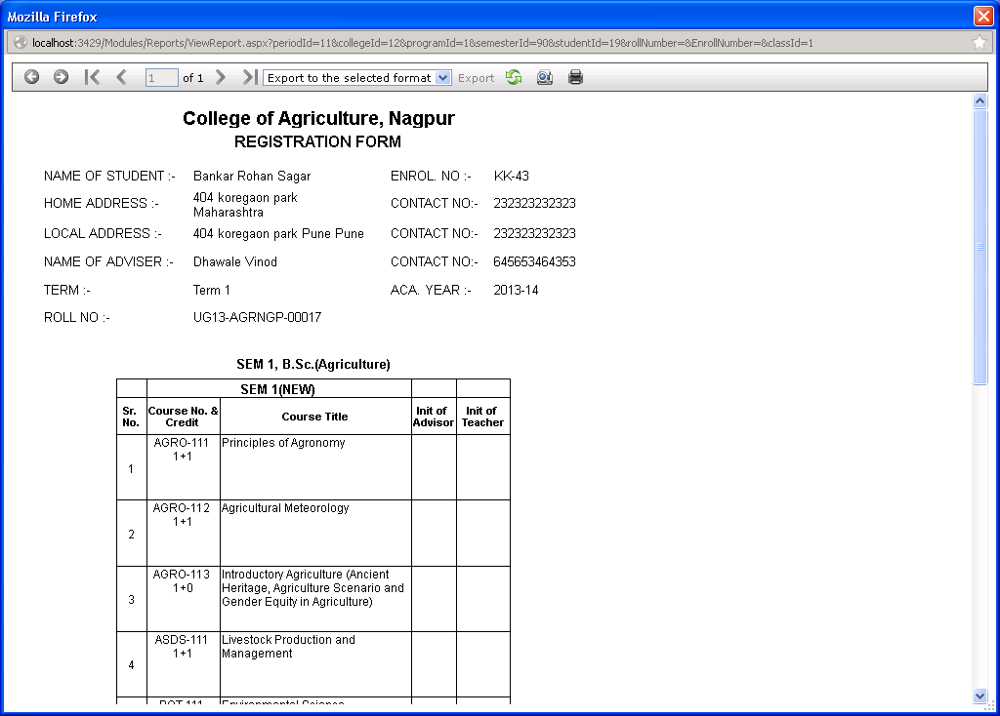 Mozilla Firefox
localhost:3429/Modules/Reports/ViewReport.aspx?periodId=11&collegeId=12&programId=1&semesterId=90&studentId=19&rollNumber=&EnrollNumber=&classId=1
1 of 1 Export to the selected format Export
College of Agriculture, Nagpur
REGISTRATION FORM
NAME OF STUDENT :- Bankar Rohan Sagar ENROL. NO :- KK-43
HOME ADDRESS :- 404 koregaon park CONTACT NO:- 232323232323
Maharashtra
LOCAL ADDRESS :- 404 koregaon park Pune Pune CONTACT NO:- 232323232323
NAME OF ADVISER :- Dhawale Vinod CONTACT NO:- 645653464353
TERM :- Term 1 ACA. YEAR :- 2013-14
ROLL NO :- UG13-AGRNGP-00017
SEM 1, B.Sc.(Agriculture)
SEM 1(NEW)
Sr. Course No. & Course Title Init of Init of
No. Credit Advisor Teacher
AGRO-111 Principles of Agronomy
1+1
1
AGRO-112 Agricultural Meteorology
1+1
2
AGRO-113 Introductory Agriculture (Ancient
1+0 Heritage, Agriculture Scenario and
3 Gender Equity in Agriculture)
ASDS-111 Livestock Production and
1+1 Management
4
BOT-111 Environmental Science